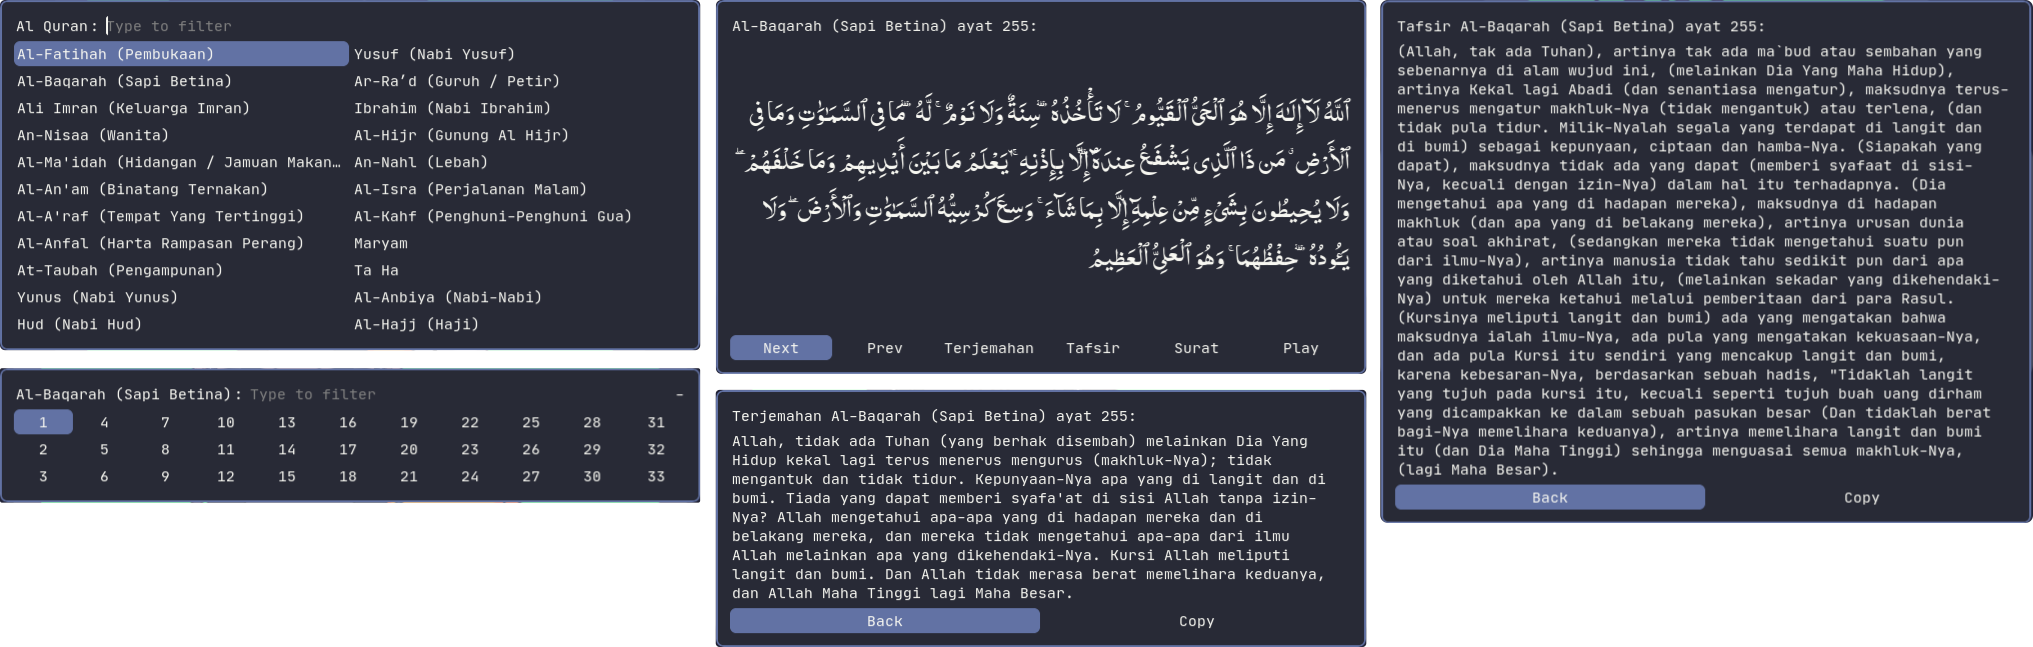 Al Quran: Type to filter
Al-Fatihah (Pembukaan)
Al-Baqarah (Sapi Betina)
Ali Imran (Keluarga Imran)
An-Nisaa (Wanita)
Al-Ma'idah (Hidangan / Jamuan Makan…
Al-An'am (Binatang Ternakan)
Al-A'raf (Tempat Yang Tertinggi)
Al-Anfal (Harta Rampasan Perang)
At-Taubah (Pengampunan)
Yunus (Nabi Yunus)
Hud (Nabi Hud)
Yusuf (Nabi Yusuf)
Ar-Ra’d (Guruh / Petir)
Ibrahim (Nabi Ibrahim)
Al-Hijr (Gunung Al Hijr)
An-Nahl (Lebah)
Al-Isra (Perjalanan Malam)
Al-Kahf (Penghuni-Penghuni Gua)
Maryam
Ta Ha
Al-Anbiya (Nabi-Nabi)
Al-Hajj (Haji)
Al-Baqarah (Sapi Betina): Type to filter -
1 4 7 10 13 16 19 22 25 28 31
2 5 8 11 14 17 20 23 26 29 32
3 6 9 12 15 18 21 24 27 30 33
Al-Baqarah (Sapi Betina) ayat 255:
ٱللَّهُ لَآ إِلَـٰهَ إِلَّا هُوَ ٱلْحَىُّ ٱلْقَيُّومُ ۚ لَا تَأْخُذُهُۥ سِنَةٌ وَلَا نَوْمٌ ۚ لَّهُۥ مَا فِى ٱلسَّمَـٰوَٰتِ وَمَا فِى
ٱلْأَرْضِ ۗ مَن ذَا ٱلَّذِى يَشْفَعُ عِندَهُۥٓ إِلَّا بِإِذْنِهِۦ ۚ يَعْلَمُ مَا بَيْنَ أَيْدِيهِمْ وَمَا خَلْفَهُمْ ۖ
وَلَا يُحِيطُونَ بِشَىْءٍ مِّنْ عِلْمِهِۦٓ إِلَّا بِمَا شَآءَ ۚ وَسِعَ كُرْسِيُّهُ ٱلسَّمَـٰوَٰتِ وَٱلْأَرْضَ ۖ وَلَا
يَـُٔودُهُۥ حِفْظُهُمَا ۚ وَهُوَ ٱلْعَلِىُّ ٱلْعَظِيمُ
Next Prev Terjemahan Tafsir Surat Play
Terjemahan Al-Baqarah (Sapi Betina) ayat 255:
Allah, tidak ada Tuhan (yang berhak disembah) melainkan Dia Yang
Hidup kekal lagi terus menerus mengurus (makhluk-Nya); tidak
mengantuk dan tidak tidur. Kepunyaan-Nya apa yang di langit dan di
bumi. Tiada yang dapat memberi syafa'at di sisi Allah tanpa izin-
Nya? Allah mengetahui apa-apa yang di hadapan mereka dan di
belakang mereka, dan mereka tidak mengetahui apa-apa dari ilmu
Allah melainkan apa yang dikehendaki-Nya. Kursi Allah meliputi
langit dan bumi. Dan Allah tidak merasa berat memelihara keduanya,
dan Allah Maha Tinggi lagi Maha Besar.
Back Copy
Tafsir Al-Baqarah (Sapi Betina) ayat 255:
(Allah, tak ada Tuhan), artinya tak ada ma`bud atau sembahan yang
sebenarnya di alam wujud ini, (melainkan Dia Yang Maha Hidup),
artinya Kekal lagi Abadi (dan senantiasa mengatur), maksudnya terus-
menerus mengatur makhluk-Nya (tidak mengantuk) atau terlena, (dan
tidak pula tidur. Milik-Nyalah segala yang terdapat di langit dan
di bumi) sebagai kepunyaan, ciptaan dan hamba-Nya. (Siapakah yang
dapat), maksudnya tidak ada yang dapat (memberi syafaat di sisi-
Nya, kecuali dengan izin-Nya) dalam hal itu terhadapnya. (Dia
mengetahui apa yang di hadapan mereka), maksudnya di hadapan
makhluk (dan apa yang di belakang mereka), artinya urusan dunia
atau soal akhirat, (sedangkan mereka tidak mengetahui suatu pun
dari ilmu-Nya), artinya manusia tidak tahu sedikit pun dari apa
yang diketahui oleh Allah itu, (melainkan sekadar yang dikehendaki-
Nya) untuk mereka ketahui melalui pemberitaan dari para Rasul.
(Kursinya meliputi langit dan bumi) ada yang mengatakan bahwa
maksudnya ialah ilmu-Nya, ada pula yang mengatakan kekuasaan-Nya,
dan ada pula Kursi itu sendiri yang mencakup langit dan bumi,
karena kebesaran-Nya, berdasarkan sebuah hadis, "Tidaklah langit
yang tujuh pada kursi itu, kecuali seperti tujuh buah uang dirham
yang dicampakkan ke dalam sebuah pasukan besar (Dan tidaklah berat
bagi-Nya memelihara keduanya), artinya memelihara langit dan bumi
itu (dan Dia Maha Tinggi) sehingga menguasai semua makhluk-Nya,
(lagi Maha Besar).
Back Copy